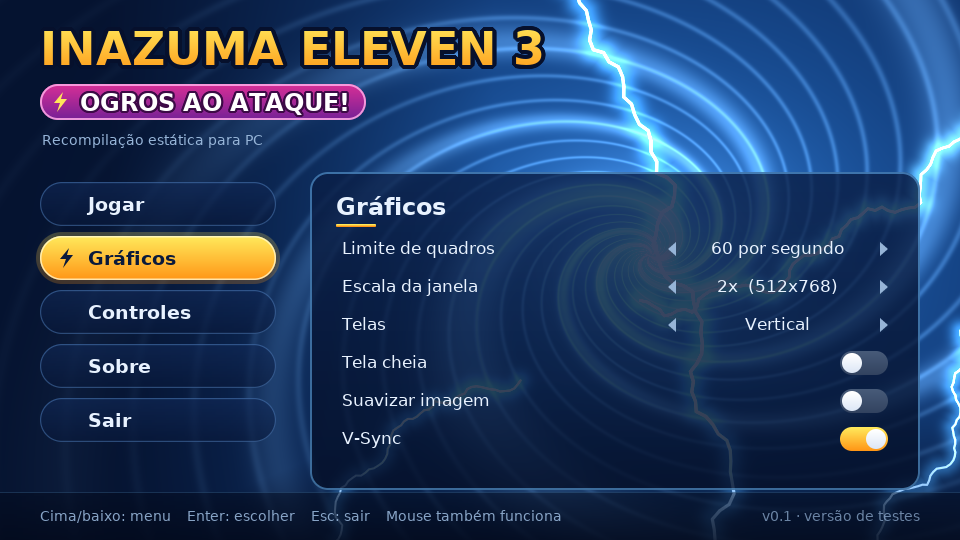 INAZUMA ELEVEN 3
OGROS AO ATAQUE!
Recompilação estática para PC
Jogar
Gráficos
Controles
Sobre
Sair
Gráficos
Limite de quadros 60 por segundo
Escala da janela 2x (512x768)
Telas Vertical
Tela cheia
Suavizar imagem
V-Sync
Cima/baixo: menu Enter: escolher Esc: sair Mouse também funciona
v0.1 · versão de testes